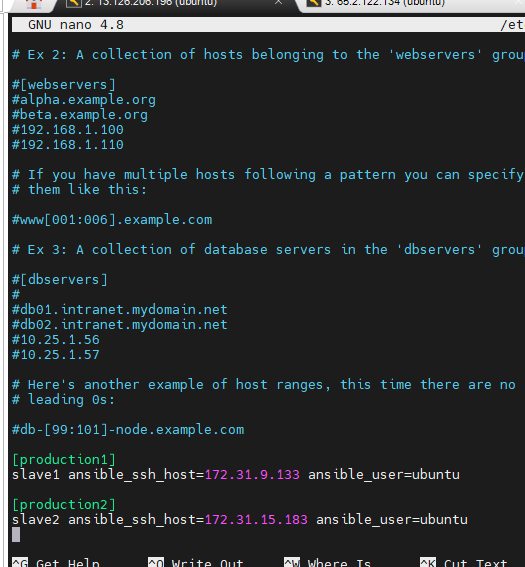 2. 13.126.206.196 (ubuntu)
3. 65.2.122.134 (ubuntu)
GNU nano 4.8 /etc
# Ex 2: A collection of hosts belonging to the 'webservers' grou
#[webservers]
#alpha.example.org
#beta.example.org
#192.168.1.100
#192.168.1.110
# If you have multiple hosts following a pattern you can specify
# them like this:
#www[001:006].example.com
# Ex 3: A collection of database servers in the 'dbservers' grou
#[dbservers]
#
#db01.intranet.mydomain.net
#db02.intranet.mydomain.net
#10.25.1.56
#10.25.1.57
# Here's another example of host ranges, this time there are no
# leading 0s:
#db-[99:101]-node.example.com
[production1]
slave1 ansible_ssh_host=172.31.9.133 ansible_user=ubuntu
[production2]
slave2 ansible_ssh_host=172.31.15.183 ansible_user=ubuntu
^G Get Help ^O Write Out ^W Where Is ^K Cut Text